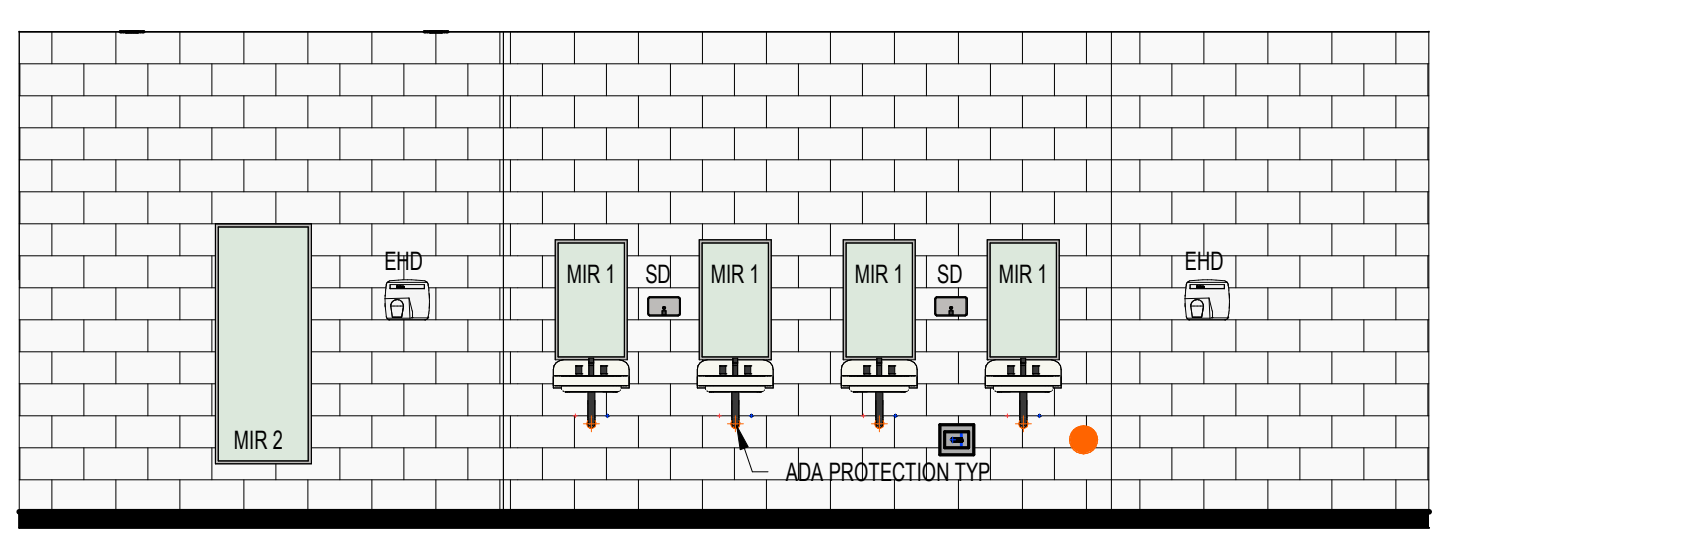 EHD
EHD
MIR 1
SD
MIR 1
MIR 1
SD
MIR 1
MIR 2
ADA PROTECTION TYP